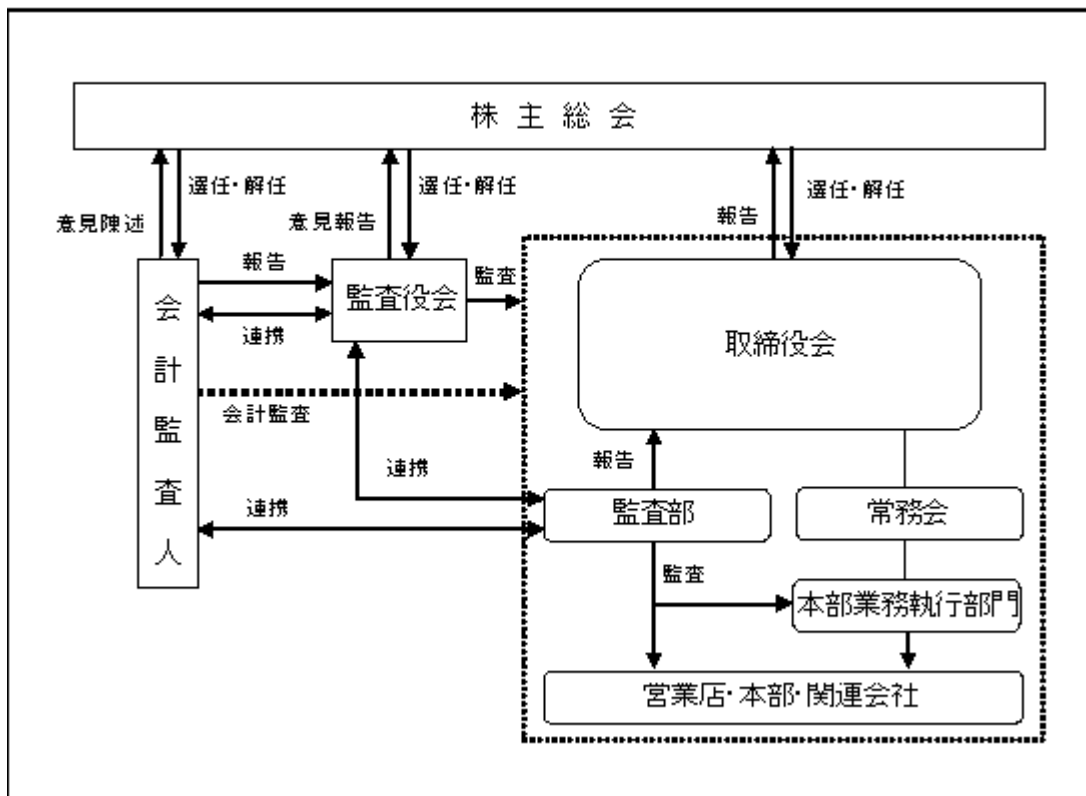 株主総会
選任・解任
選任・解任
選任・解任
意見陳述
意見報告
報告
報告
監査
会計監査人
監査役会
取締役会
連携
会計監査
報告
連携
連携
監査部
常務会
監査
本部業務執行部門
営業店・本部・関連会社